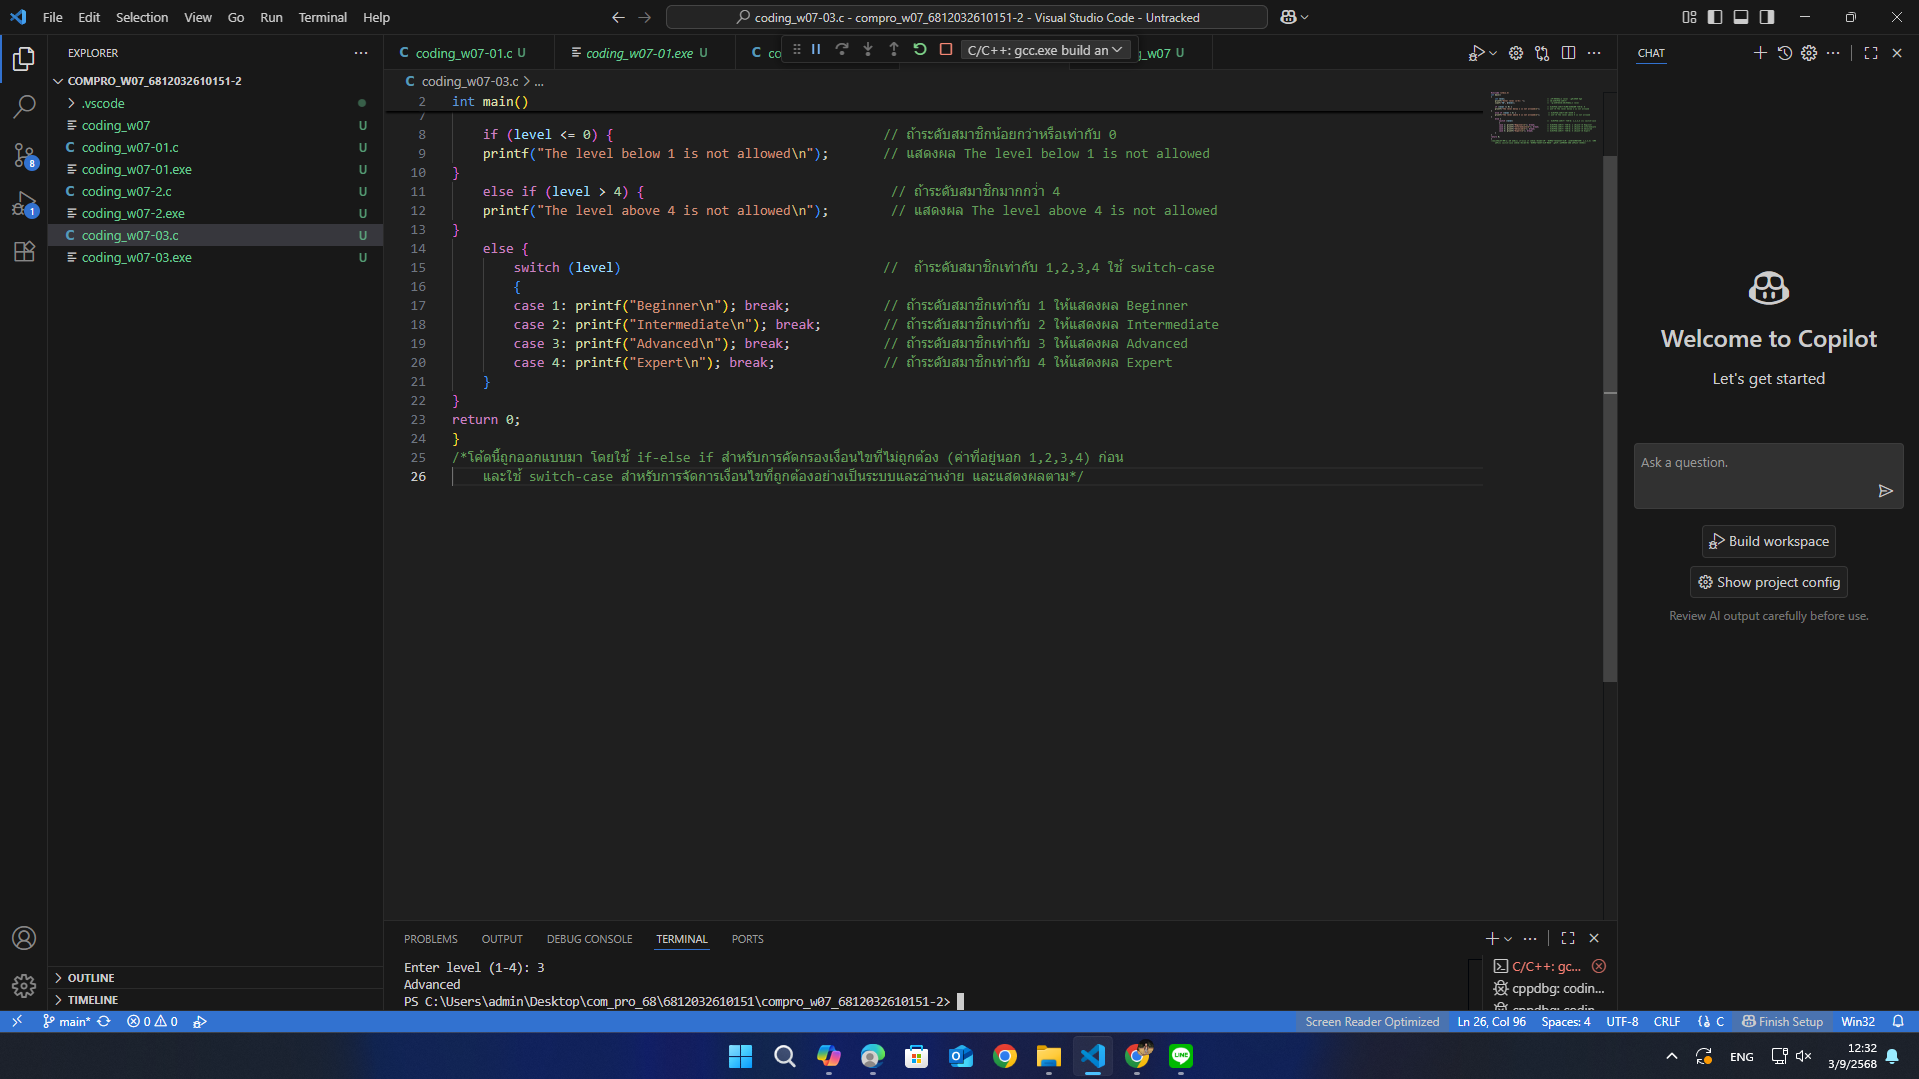 File Edit Selection View Go Run Terminal Help
coding_w07-03.c - compro_w07_6812032610151-2 - Visual Studio Code - Untracked
EXPLORER
COMPRO_W07_6812032610151-2
.vscode
coding_w07 U
coding_w07-01.c U
coding_w07-01.exe U
coding_w07-2.c U
coding_w07-2.exe U
coding_w07-03.c U
coding_w07-03.exe U
OUTLINE
TIMELINE
8
1
coding_w07-01.c U
coding_w07-01.exe U
co
C/C++: gcc.exe build an
_w07 U
coding_w07-03.c > ...
2 int main()
7
8 if (level <= 0) { // ถ้าระดับสมาชิกน้อยกว่าหรือเท่ากับ 0
9 printf("The level below 1 is not allowed\n"); // แสดงผล The level below 1 is not allowed
10 }
11 else if (level > 4) { // ถ้าระดับสมาชิกมากกว่า 4
12 printf("The level above 4 is not allowed\n"); // แสดงผล The level above 4 is not allowed
13 }
14 else {
15 switch (level) // ถ้าระดับสมาชิกเท่ากับ 1,2,3,4 ใช้ switch-case
16 {
17 case 1: printf("Beginner\n"); break; // ถ้าระดับสมาชิกเท่ากับ 1 ให้แสดงผล Beginner
18 case 2: printf("Intermediate\n"); break; // ถ้าระดับสมาชิกเท่ากับ 2 ให้แสดงผล Intermediate
19 case 3: printf("Advanced\n"); break; // ถ้าระดับสมาชิกเท่ากับ 3 ให้แสดงผล Advanced
20 case 4: printf("Expert\n"); break; // ถ้าระดับสมาชิกเท่ากับ 4 ให้แสดงผล Expert
21 }
22 }
23 return 0;
24 }
25 /*โค้ดนี้ถูกออกแบบมา โดยใช้ if-else if สำหรับการคัดกรองเงื่อนไขที่ไม่ถูกต้อง (ค่าที่อยู่นอก 1,2,3,4) ก่อน
26 และใช้ switch-case สำหรับการจัดการเงื่อนไขที่ถูกต้องอย่างเป็นระบบและอ่านง่าย และแสดงผลตาม*/
PROBLEMS OUTPUT DEBUG CONSOLE TERMINAL PORTS
Enter level (1-4): 3
Advanced
PS C:\Users\admin\Desktop\com_pro_68\6812032610151\compro_w07_6812032610151-2>
C/C++: gc...
cppdbg: codin...
cppdbg: codin
CHAT
Welcome to Copilot
Let's get started
Ask a question.
Build workspace
Show project config
Review AI output carefully before use.
main* 0 0
Screen Reader Optimized Ln 26, Col 96 Spaces: 4 UTF-8 CRLF C Finish Setup Win32
ENG
12:32
3/9/2568